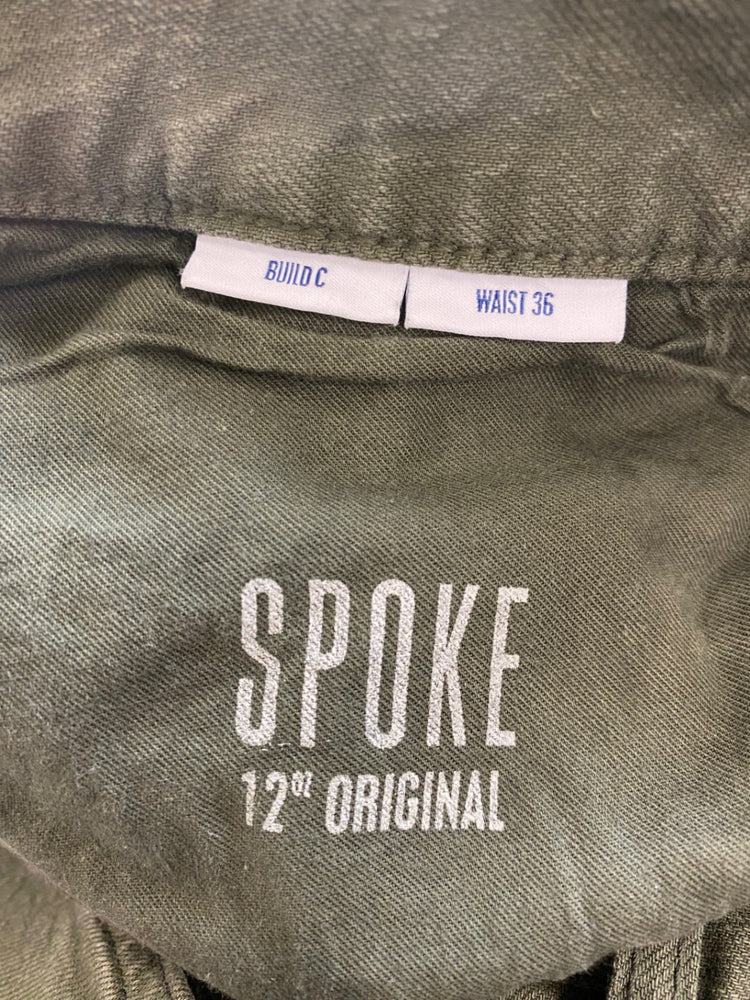 BUILD C
WAIST 36
SPOKE
12oz ORIGINAL